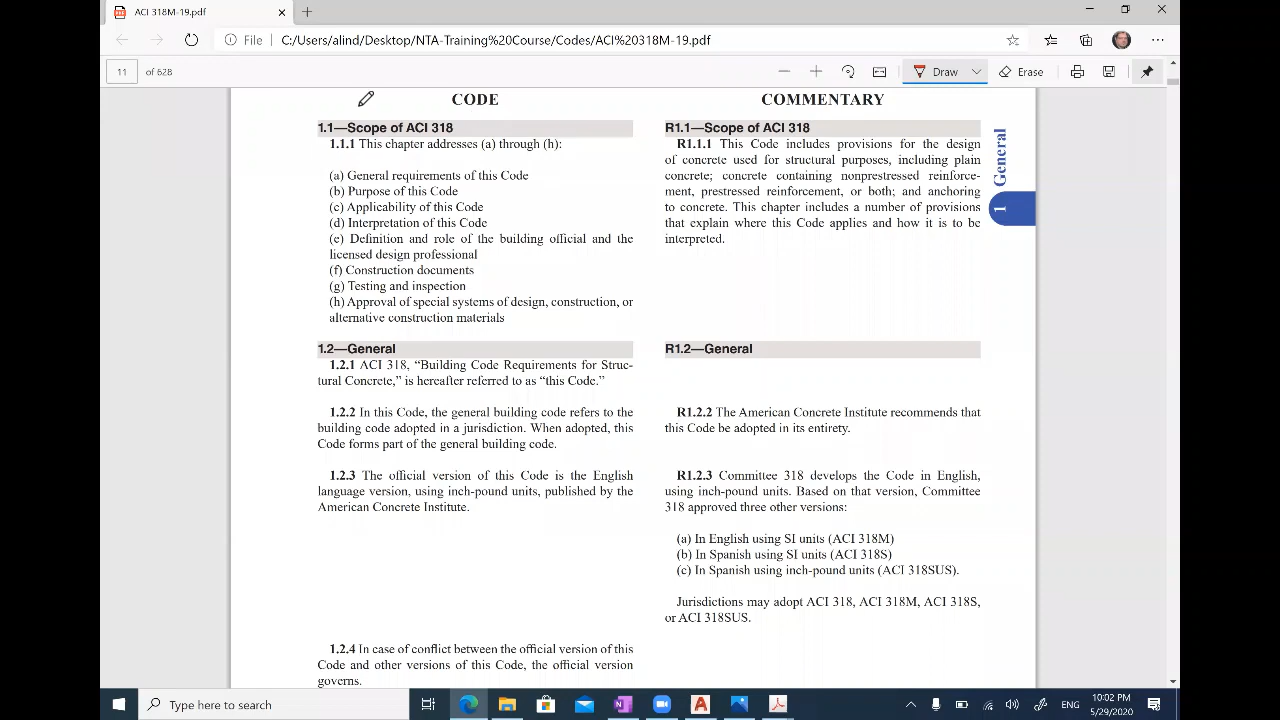 ACI 318M-19.pdf
File C:/Users/alind/Desktop/NTA-Training%20Course/Codes/ACI%20318M-19.pdf
11 of 628
Draw
Erase
CODE
1.1—Scope of ACI 318
1.1.1 This chapter addresses (a) through (h):
(a) General requirements of this Code
(b) Purpose of this Code
(c) Applicability of this Code
(d) Interpretation of this Code
(e) Definition and role of the building official and the
licensed design professional
(f) Construction documents
(g) Testing and inspection
(h) Approval of special systems of design, construction, or
alternative construction materials
1.2—General
1.2.1 ACI 318, “Building Code Requirements for Struc-
tural Concrete,” is hereafter referred to as “this Code.”
1.2.2 In this Code, the general building code refers to the
building code adopted in a jurisdiction. When adopted, this
Code forms part of the general building code.
1.2.3 The official version of this Code is the English
language version, using inch-pound units, published by the
American Concrete Institute.
1.2.4 In case of conflict between the official version of this
Code and other versions of this Code, the official version
governs.
COMMENTARY
R1.1—Scope of ACI 318
R1.1.1 This Code includes provisions for the design
of concrete used for structural purposes, including plain
concrete; concrete containing nonprestressed reinforce-
ment, prestressed reinforcement, or both; and anchoring
to concrete. This chapter includes a number of provisions
that explain where this Code applies and how it is to be
interpreted.
R1.2—General
R1.2.2 The American Concrete Institute recommends that
this Code be adopted in its entirety.
R1.2.3 Committee 318 develops the Code in English,
using inch-pound units. Based on that version, Committee
318 approved three other versions:
(a) In English using SI units (ACI 318M)
(b) In Spanish using SI units (ACI 318S)
(c) In Spanish using inch-pound units (ACI 318SUS).
Jurisdictions may adopt ACI 318, ACI 318M, ACI 318S,
or ACI 318SUS.
1 General
Type here to search
ENG
10:02 PM
5/29/2020